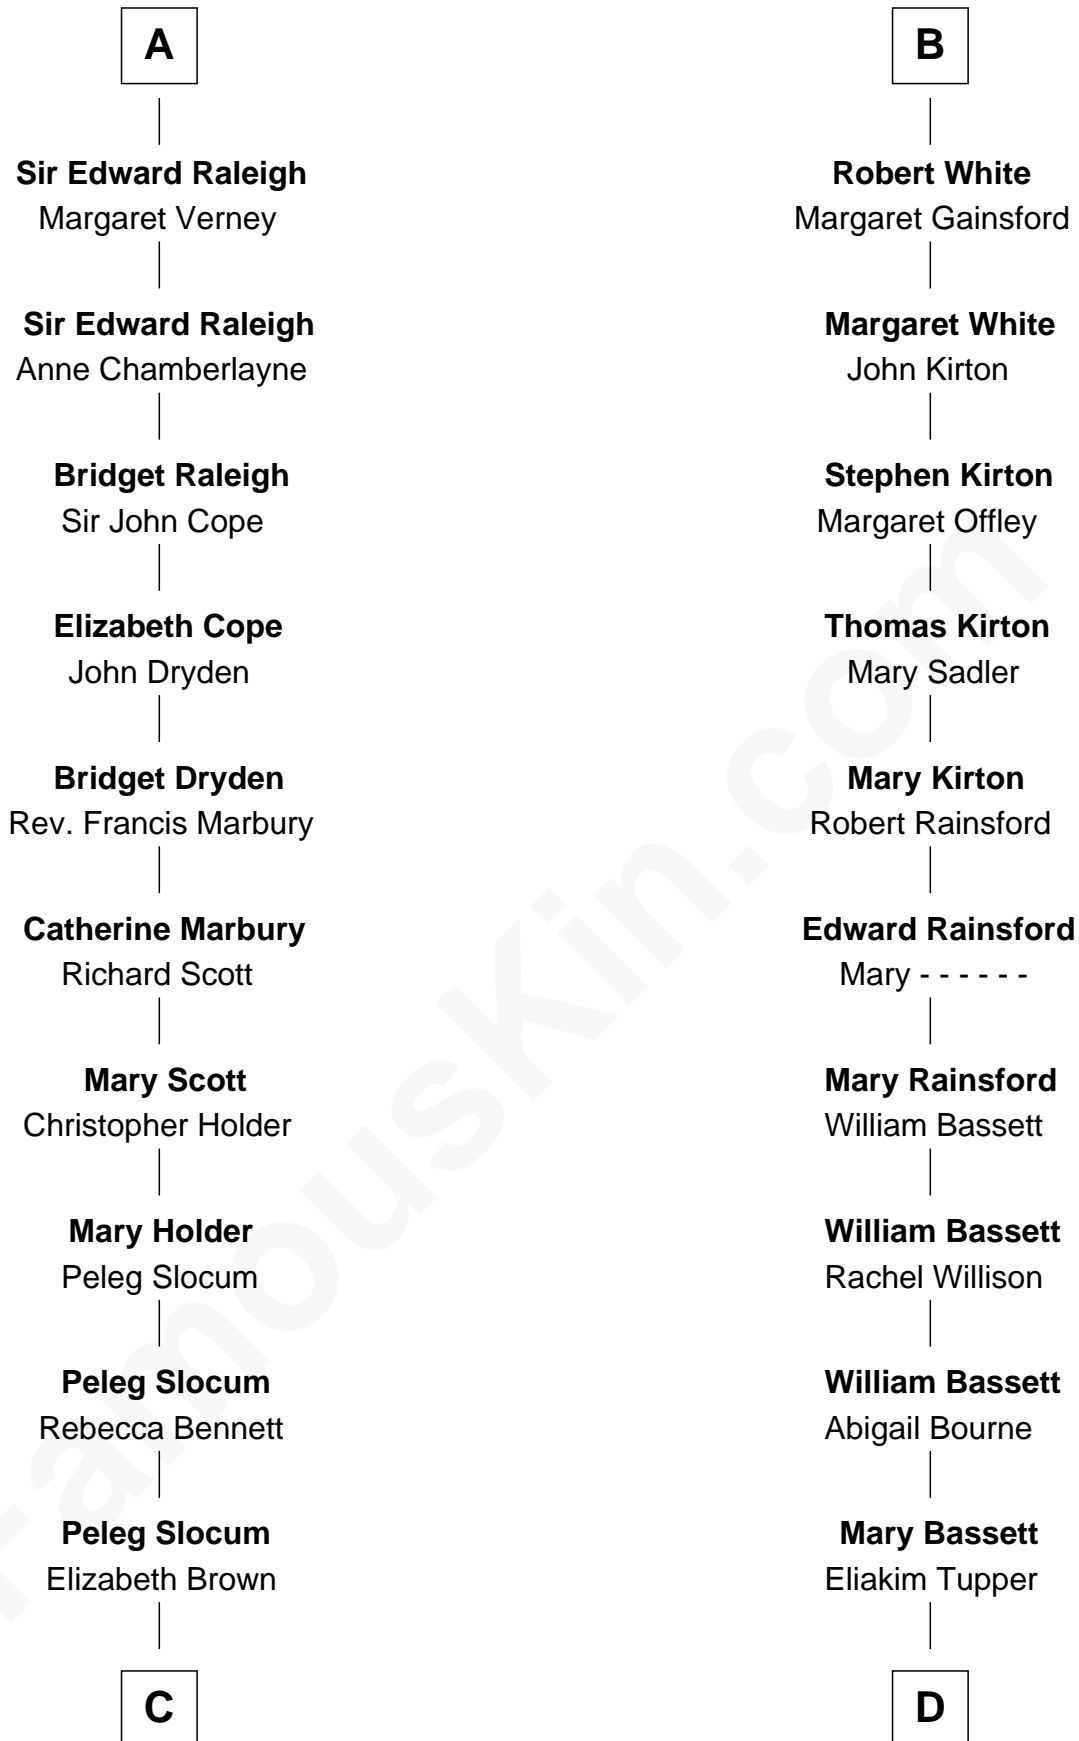 A
Sir Edward Raleigh
Margaret Verney
Sir Edward Raleigh
Anne Chamberlayne
Bridget Raleigh
Sir John Cope
Elizabeth Cope
John Dryden
Bridget Dryden
Rev. Francis Marbury
Catherine Marbury
Richard Scott
Mary Scott
Christopher Holder
Mary Holder
Peleg Slocum
Peleg Slocum
Rebecca Bennett
Peleg Slocum
Elizabeth Brown
C
B
Robert White
Margaret Gainsford
Margaret White
John Kirton
Stephen Kirton
Margaret Offley
Thomas Kirton
Mary Sadler
Mary Kirton
Robert Rainsford
Edward Rainsford
Mary - - - - - -
Mary Rainsford
William Bassett
William Bassett
Rachel Willison
William Bassett
Abigail Bourne
Mary Bassett
Eliakim Tupper
D
FamousKin.com